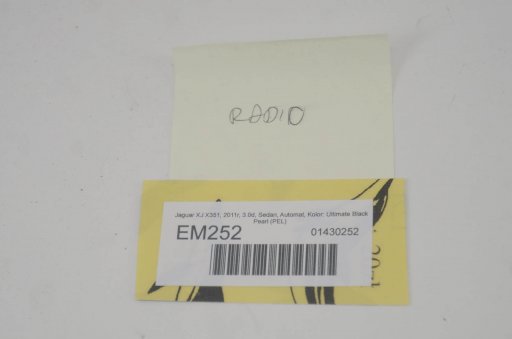 RADIO
Jaguar XJ X351, 2011r, 3.0d, Sedan, Automat, Kolor: Ultimate Black
Pearl (PEL)
EM252 01430252